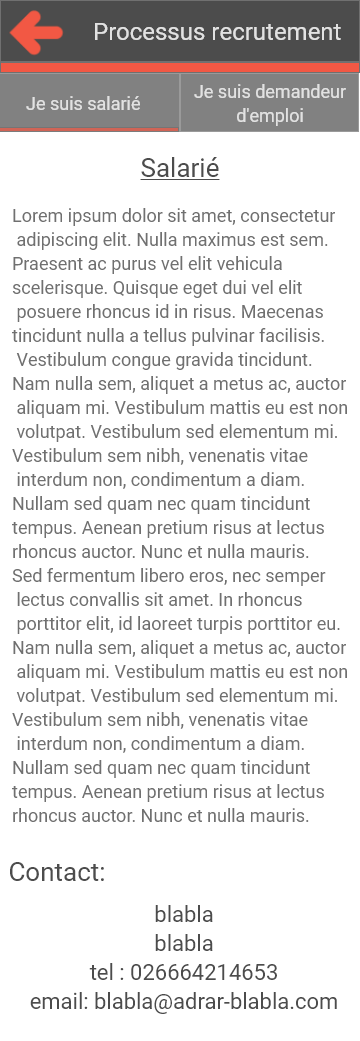 Processus recrutement
Je suis salarié
Je suis demandeur
d'emploi
Salarié
Lorem ipsum dolor sit amet, consectetur
adipiscing elit. Nulla maximus est sem.
Praesent ac purus vel elit vehicula
scelerisque. Quisque eget dui vel elit
posuere rhoncus id in risus. Maecenas
tincidunt nulla a tellus pulvinar facilisis.
Vestibulum congue gravida tincidunt.
Nam nulla sem, aliquet a metus ac, auctor
aliquam mi. Vestibulum mattis eu est non
volutpat. Vestibulum sed elementum mi.
Vestibulum sem nibh, venenatis vitae
interdum non, condimentum a diam.
Nullam sed quam nec quam tincidunt
tempus. Aenean pretium risus at lectus
rhoncus auctor. Nunc et nulla mauris.
Sed fermentum libero eros, nec semper
lectus convallis sit amet. In rhoncus
porttitor elit, id laoreet turpis porttitor eu.
Nam nulla sem, aliquet a metus ac, auctor
aliquam mi. Vestibulum mattis eu est non
volutpat. Vestibulum sed elementum mi.
Vestibulum sem nibh, venenatis vitae
interdum non, condimentum a diam.
Nullam sed quam nec quam tincidunt
tempus. Aenean pretium risus at lectus
rhoncus auctor. Nunc et nulla mauris.
Contact:
blabla
blabla
tel : 026664214653
email: blabla@adrar-blabla.com